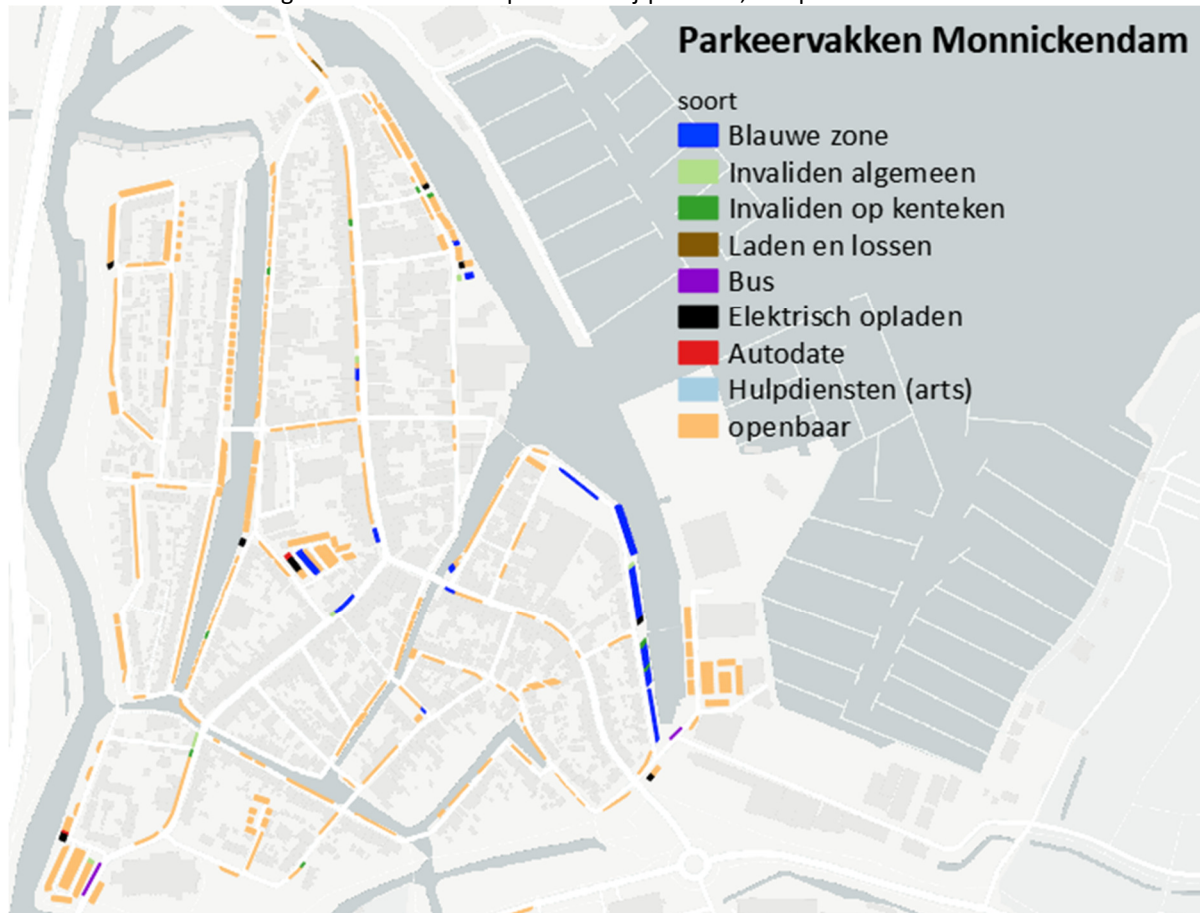 Parkeervakken Monnickendam
soort
Blauwe zone
Invaliden algemeen
Invaliden op kenteken
Laden en lossen
Bus
Elektrisch opladen
Autodate
Hulpdiensten (arts)
openbaar